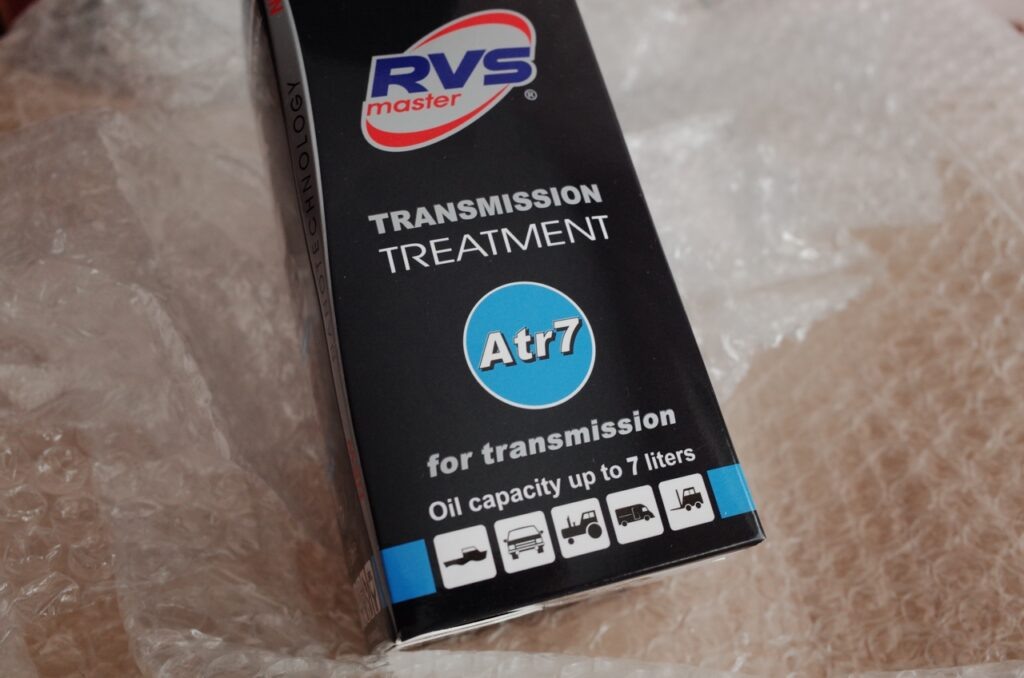 RVS
master
®
TRANSMISSION
TREATMENT
Atr7
for transmission
Oil capacity up to 7 liters